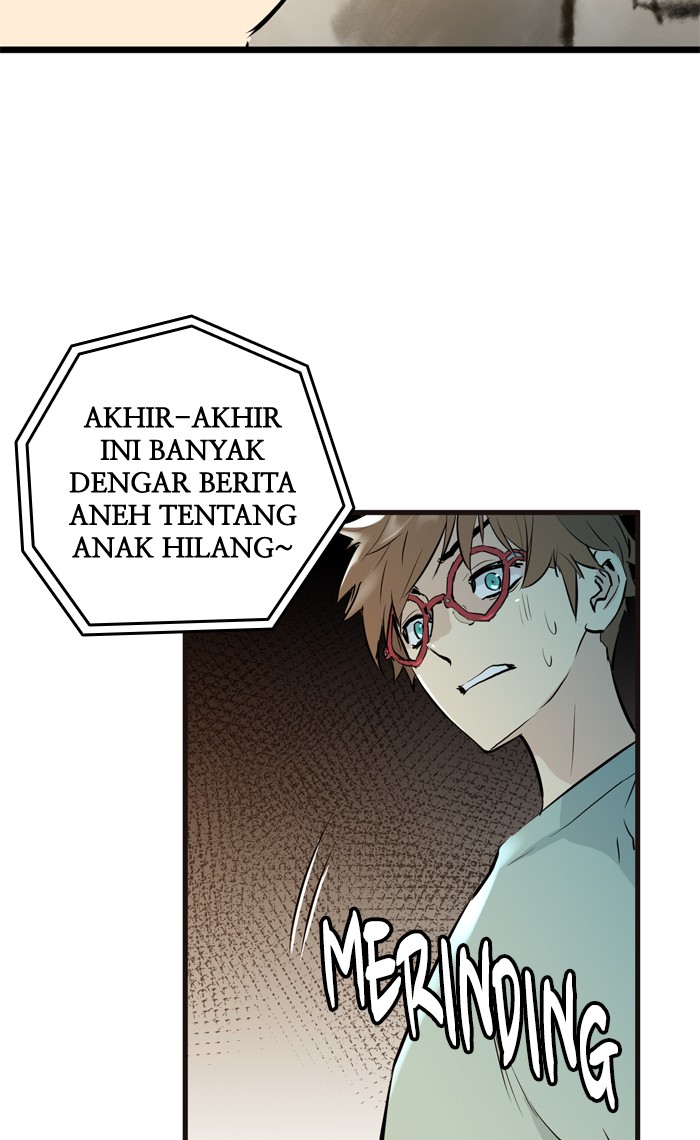 AKHIR-AKHIR
INI BANYAK
DENGAR BERITA
ANEH TENTANG
ANAK HILANG~
MERINDING